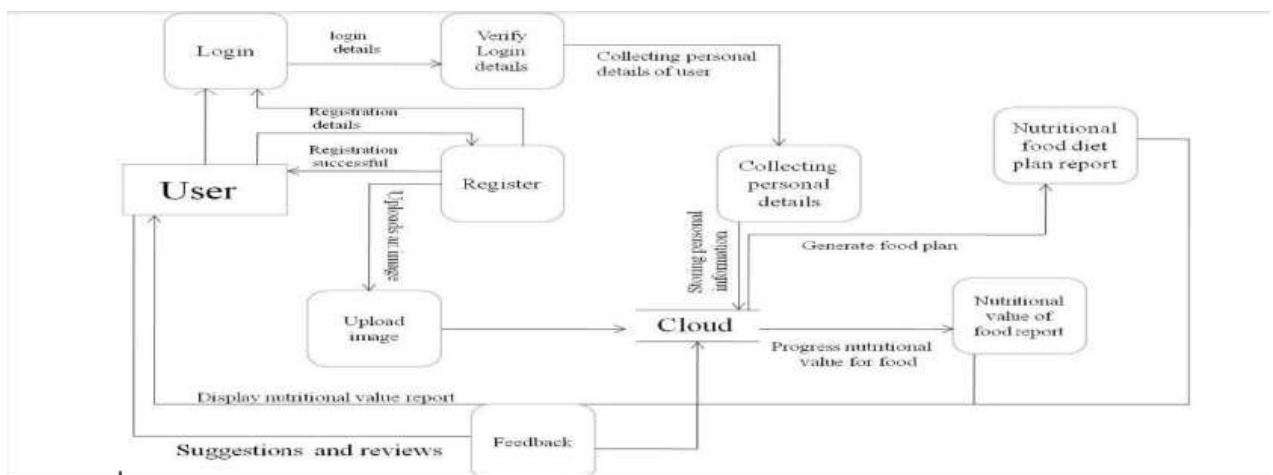 Login
login
details
Verify
Login
details
Collecting personal
details of user
Registration
details
Registration
successful
User
Register
Uploads an image
Collecting
personal
details
Nutritional
food diet
plan report
Storing personal
information
Generate food plan
Upload
image
Cloud
Nutritional
value of
food report
Progress nutritional
value for food
Display nutritional value report
Feedback
Suggestions and reviews